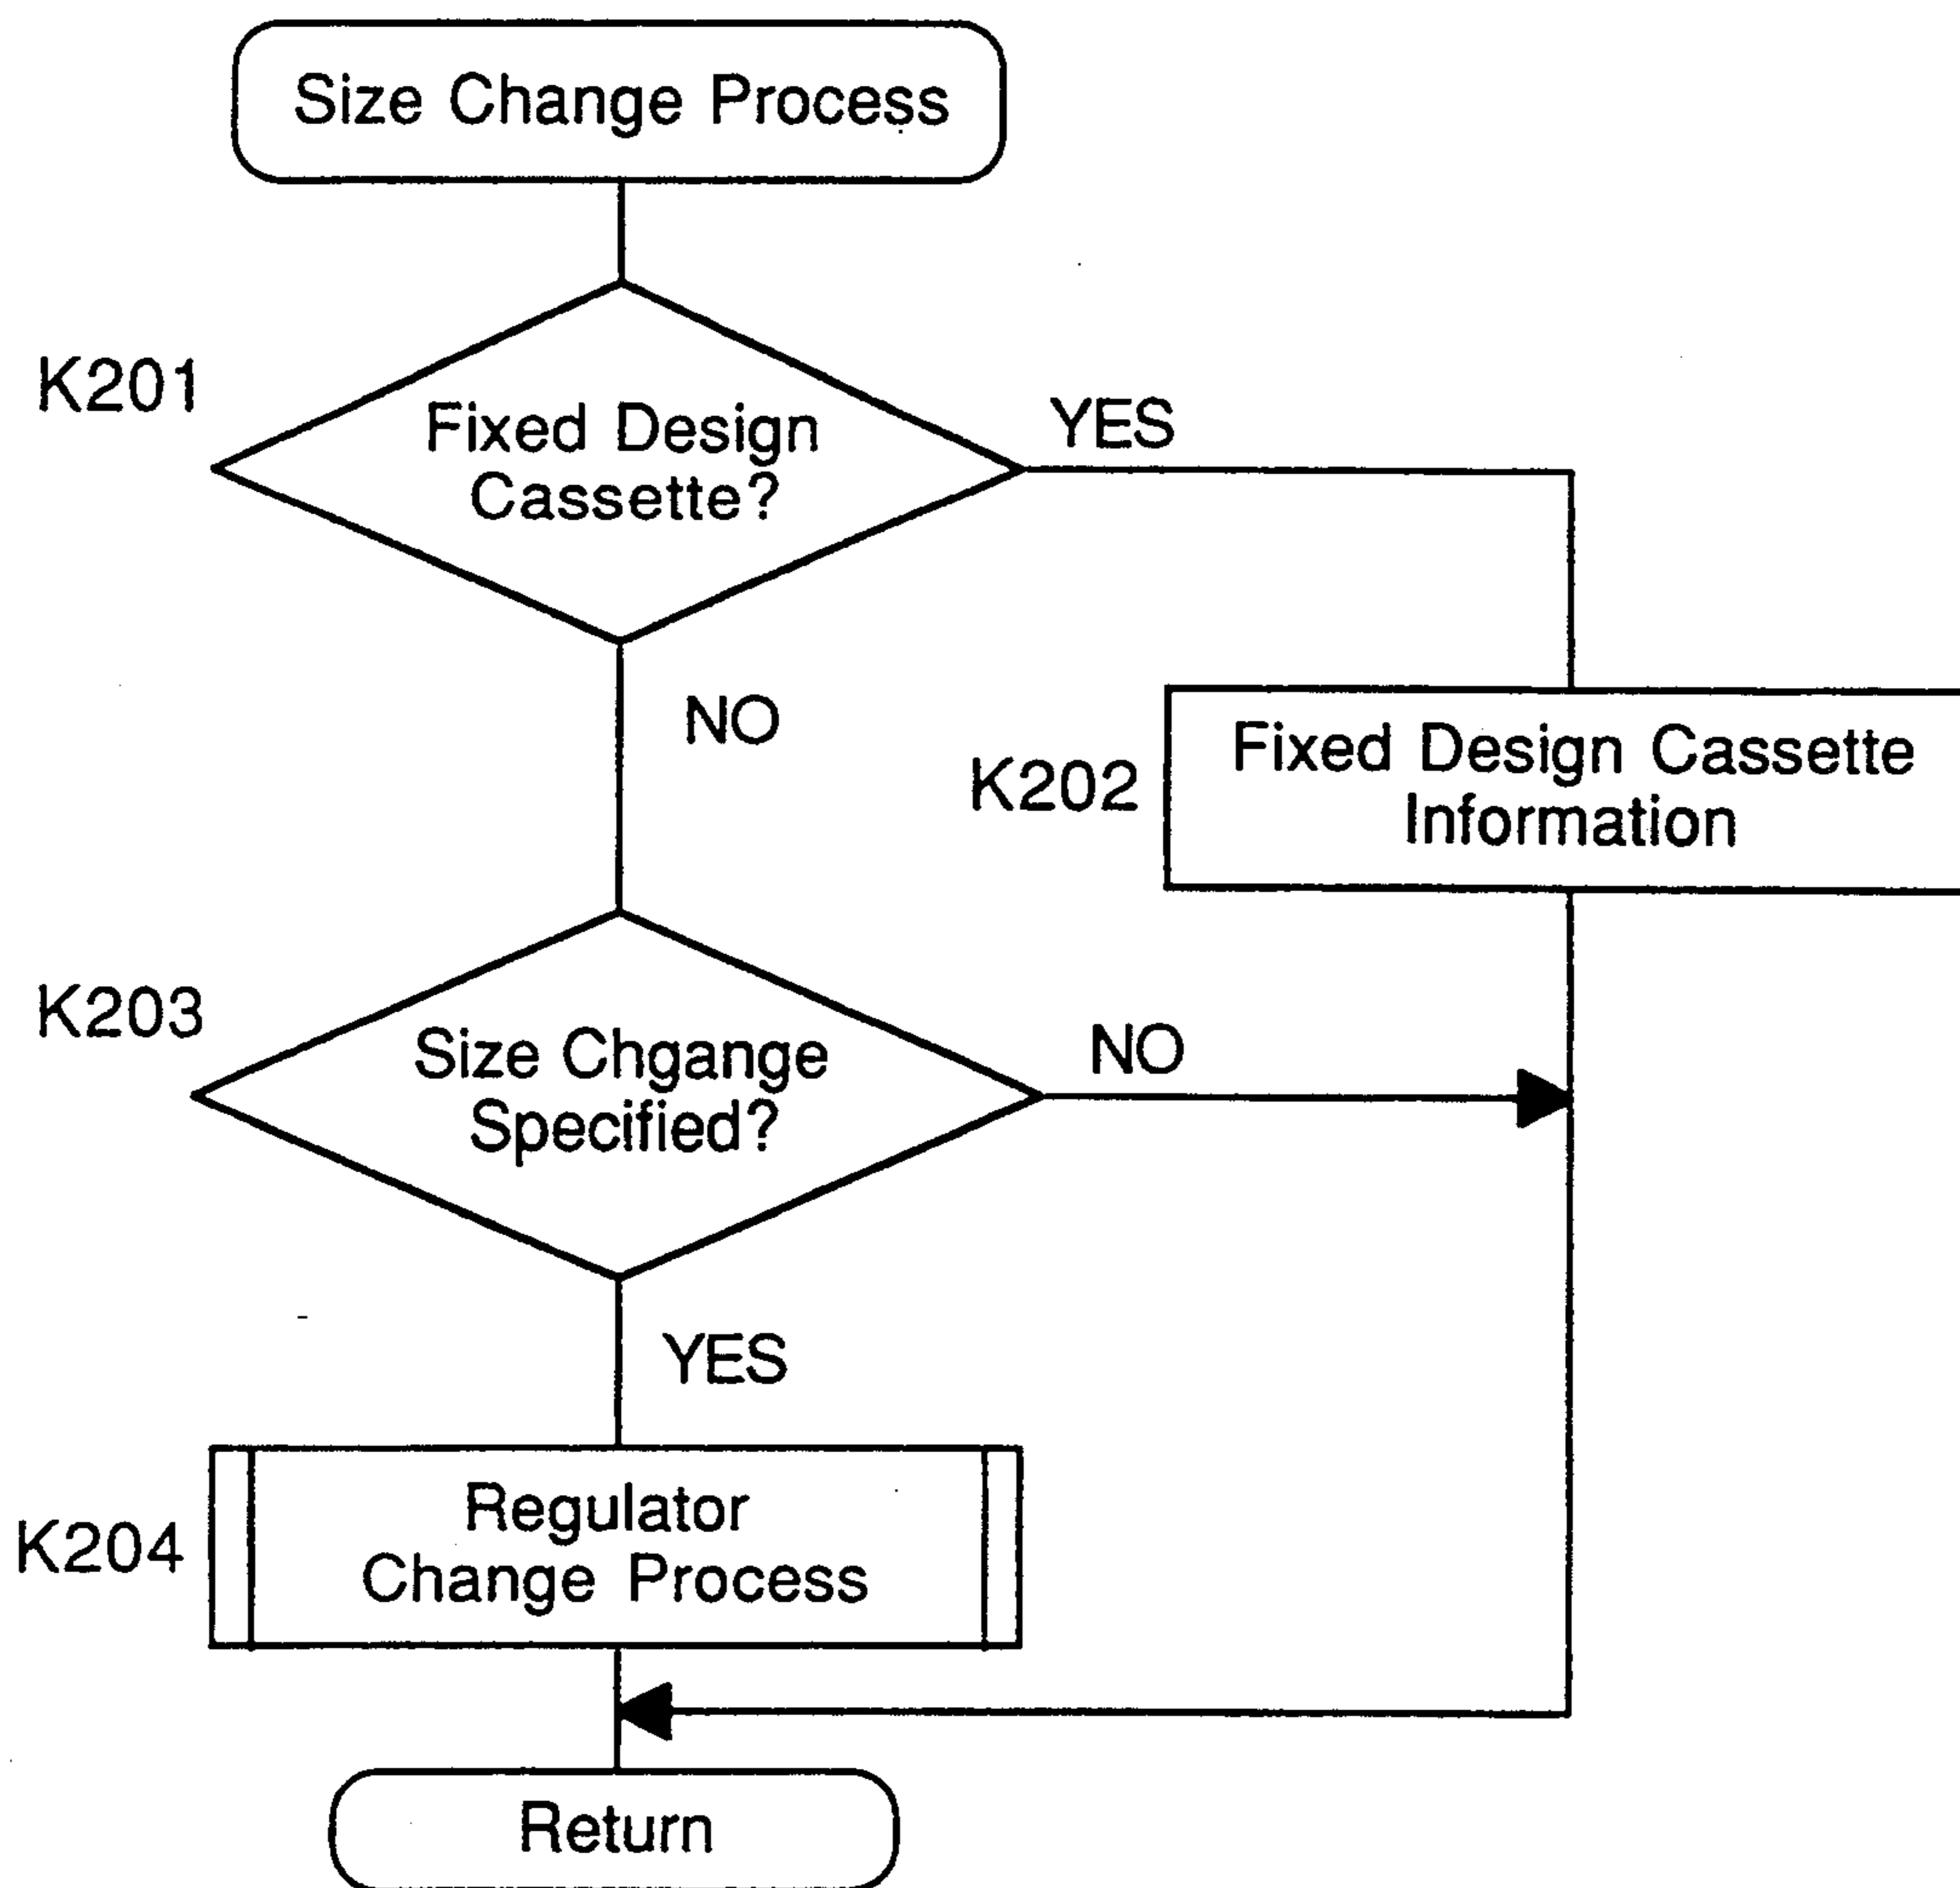 Size Change Process
K201
Fixed Design
Cassette?
YES
NO
K202
Fixed Design Cassette
Information
K203
Size Chgange
Specified?
NO
YES
K204
Regulator
Change Process
Return